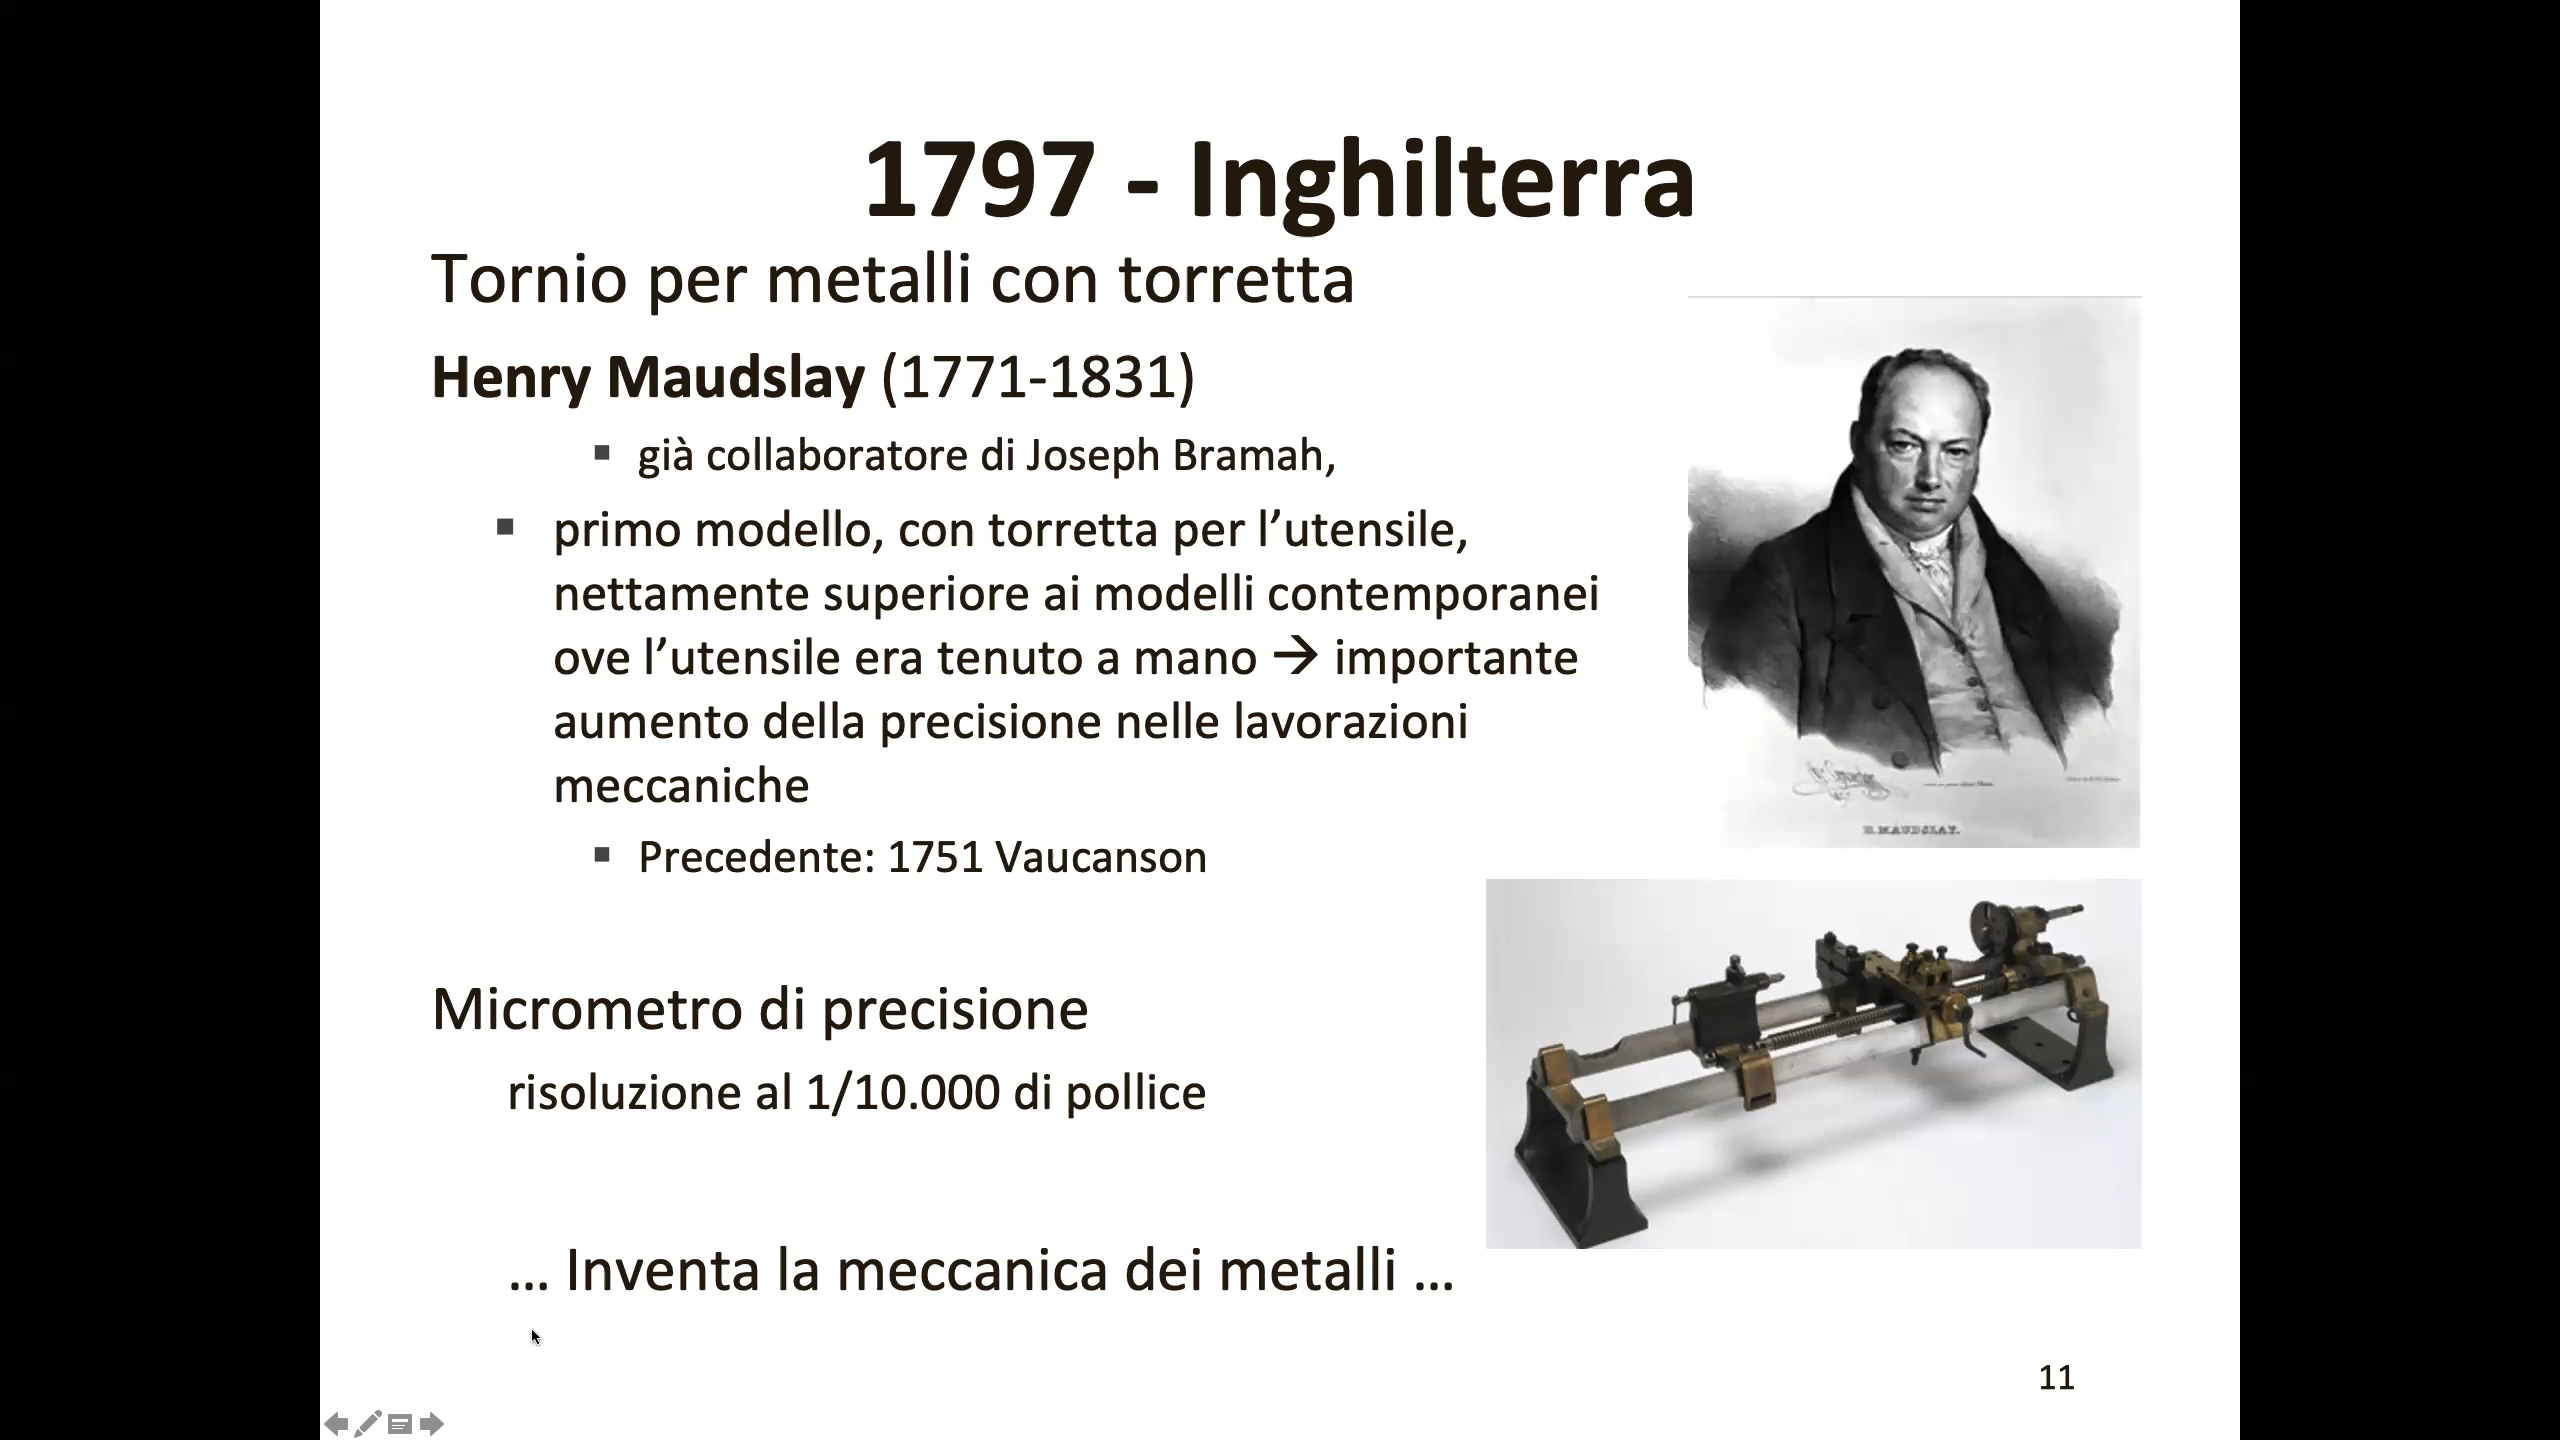 1797 - Inghilterra
Tornio per metalli con torretta
Henry Maudslay (1771-1831)
▪ già collaboratore di Joseph Bramah,
▪ primo modello, con torretta per l’utensile,
nettamente superiore ai modelli contemporanei
ove l’utensile era tenuto a mano → importante
aumento della precisione nelle lavorazioni
meccaniche
▪ Precedente: 1751 Vaucanson
Micrometro di precisione
risoluzione al 1/10.000 di pollice
... Inventa la meccanica dei metalli ...
H. MAUDSLAY.
11